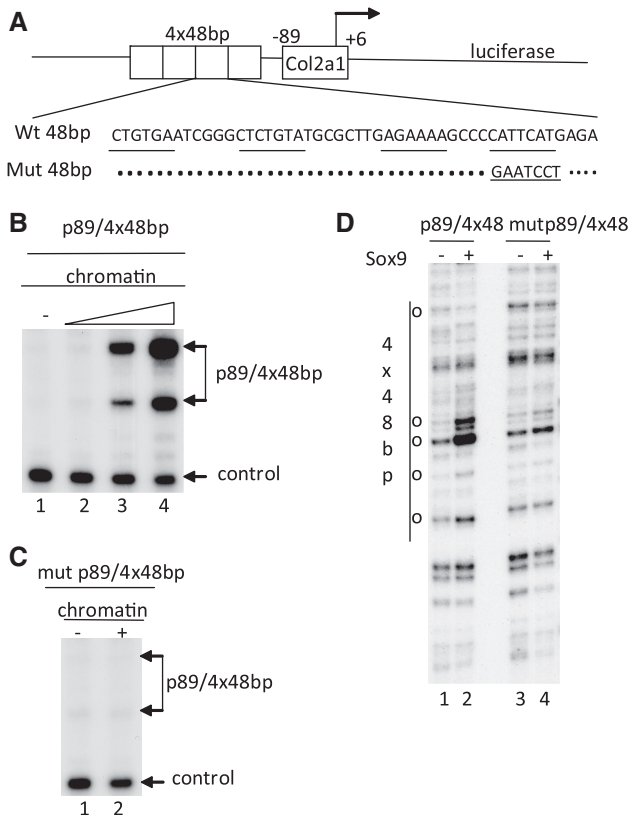 A
4x48bp
-89
+6
Col2a1
luciferase
Wt 48bp
CTGTGAATCGGGCTCTGTATGCGCTTGAGAAAAGCCCCATTCATGAGA
Mut 48bp
GAATCCT
B
p89/4x48bp
chromatin
-
p89/4x48bp
control
1 2 3 4
C
mut p89/4x48bp
chromatin
- +
p89/4x48bp
control
1 2
D
p89/4x48 mutp89/4x48
Sox9 - + - +
o
4
x
4
8 o
b o
p o
o
1 2 3 4